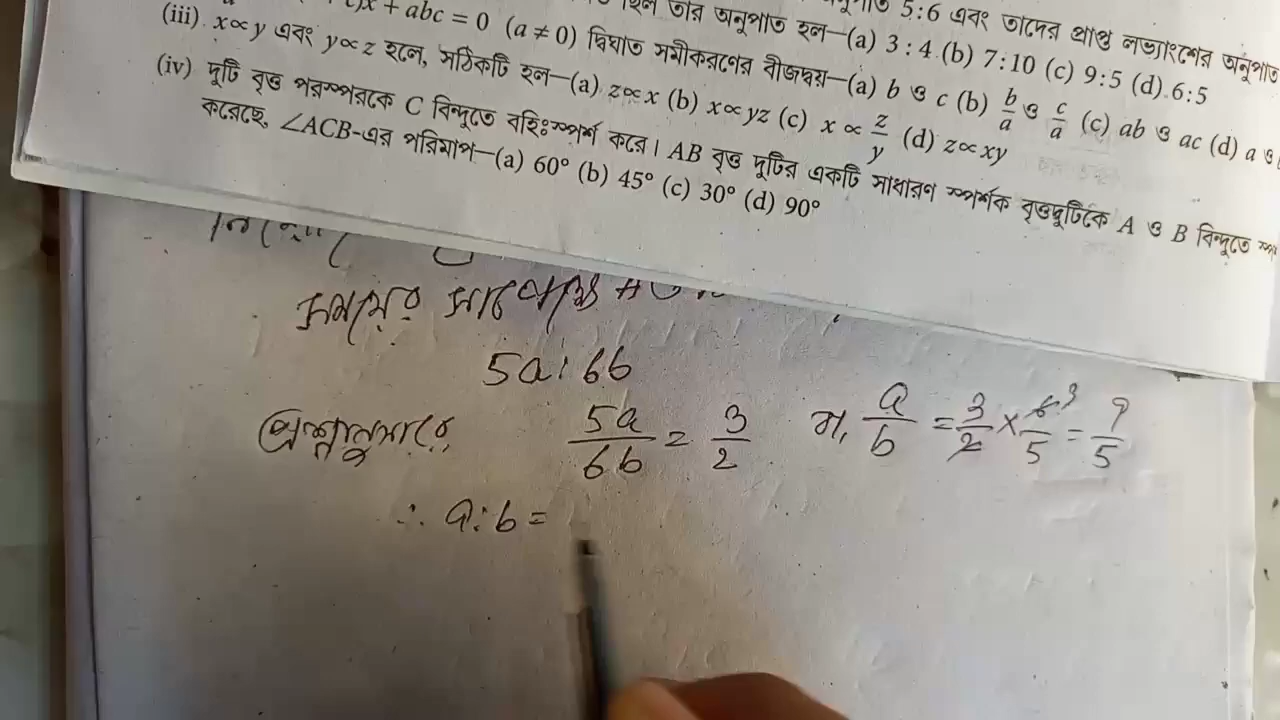 5:6 এবং তাদের প্রাপ্ত লভ্যাংশের অনুপাত
তার অনুপাত হল—(a) 3 : 4 (b) 7 : 10 (c) 9 : 5 (d) 6 : 5
c)x + abc = 0 (a ≠ 0) দ্বিঘাত সমীকরণের বীজদ্বয়—(a) b ও c (b) b/a ও c/a (c) ab ও ac (d) a ও
(iii) x∝y এবং y∝z হলে, সঠিকটি হল—(a) z∝x (b) x∝yz (c) x ∝ z/y (d) z∝xy
(iv) দুটি বৃত্ত পরস্পরকে C বিন্দুতে বহিঃস্পর্শ করে। AB বৃত্ত দুটির একটি সাধারণ স্পর্শক বৃত্তদুটিকে A ও B বিন্দুতে
করেছে, ∠ACB-এর পরিমাপ—(a) 60° (b) 45° (c) 30° (d) 90°
সময়ের সাপেক্ষে
5a : 6b
প্রশ্নানুসারে, 5a/6b = 3/2 বা, a/b = 3/2 × 6 3/5 = 9/5
∴ a : b =